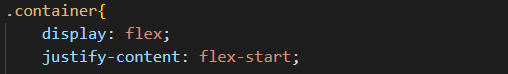 .container{
    display: flex;
    justify-content: flex-start;